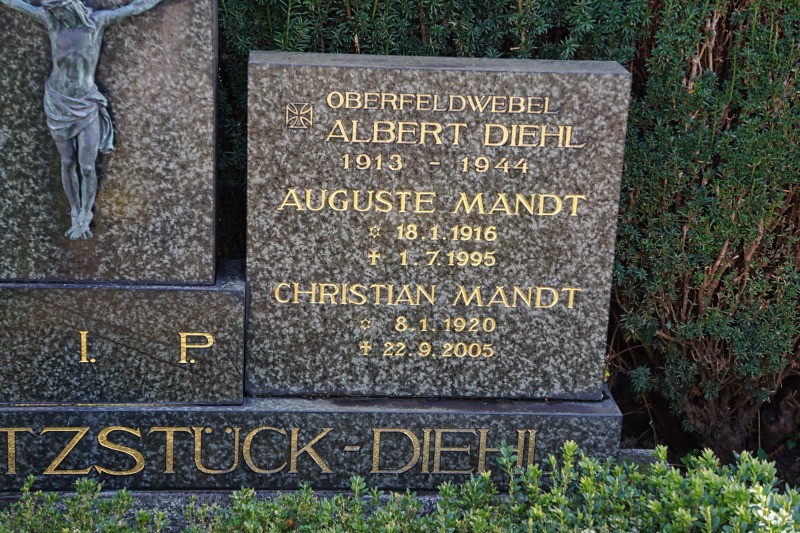 OBERFELDWEBEL
ALBERT DIEHL
1913 - 1944
AUGUSTE MANDT
* 18.1.1916
† 1.7.1995
CHRISTIAN MANDT
* 8.1.1920
† 22.9.2005
I. P.
TZSTÜCK-DIEHL